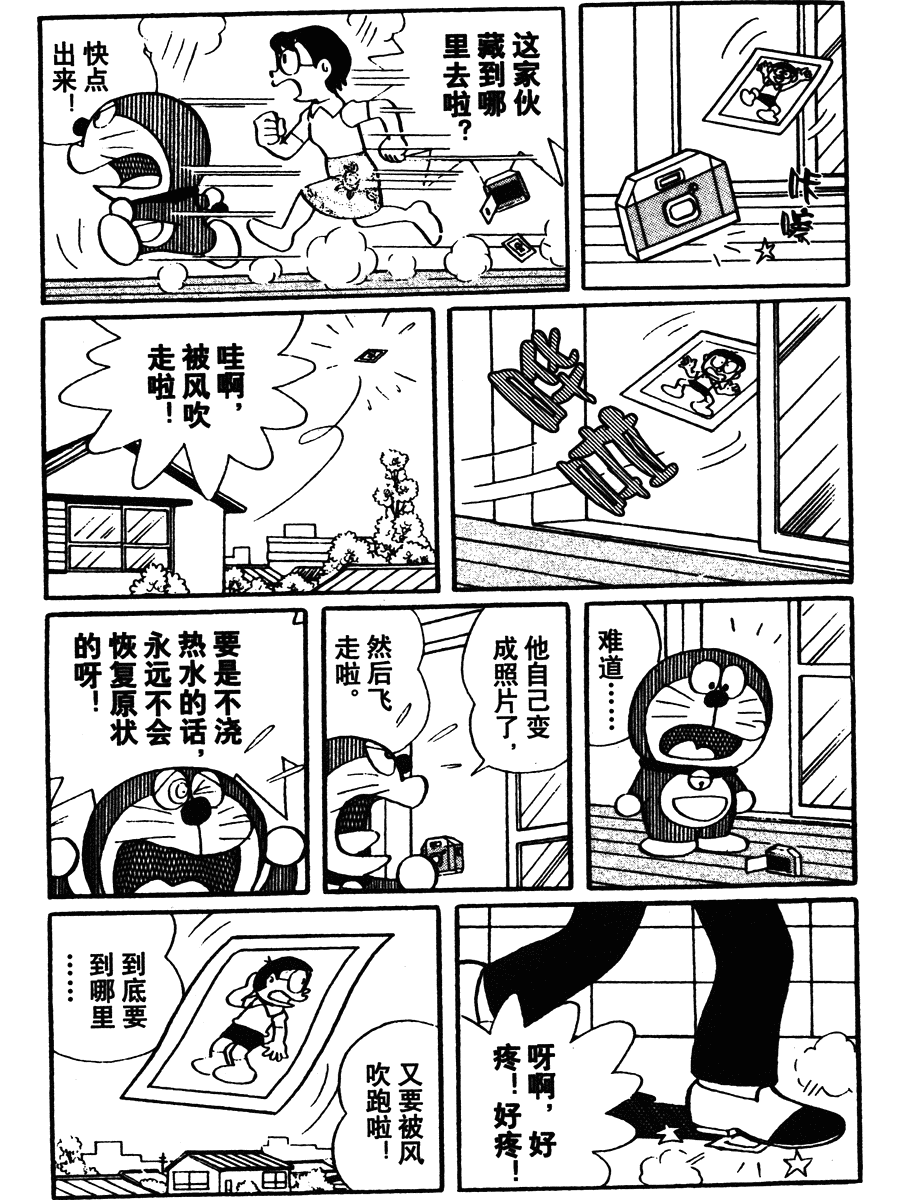 咔嚓
这家伙
藏到哪
里去啦？
快点
出来！
哇啊，
被风吹
走啦！
难道……
他自己变
成照片了，
然后飞
走啦。
要是不浇
热水的话，
永远不会
恢复原状
的呀！
呀啊，好
疼！好疼！
又要被风
吹跑啦！
到底要
到哪里
……